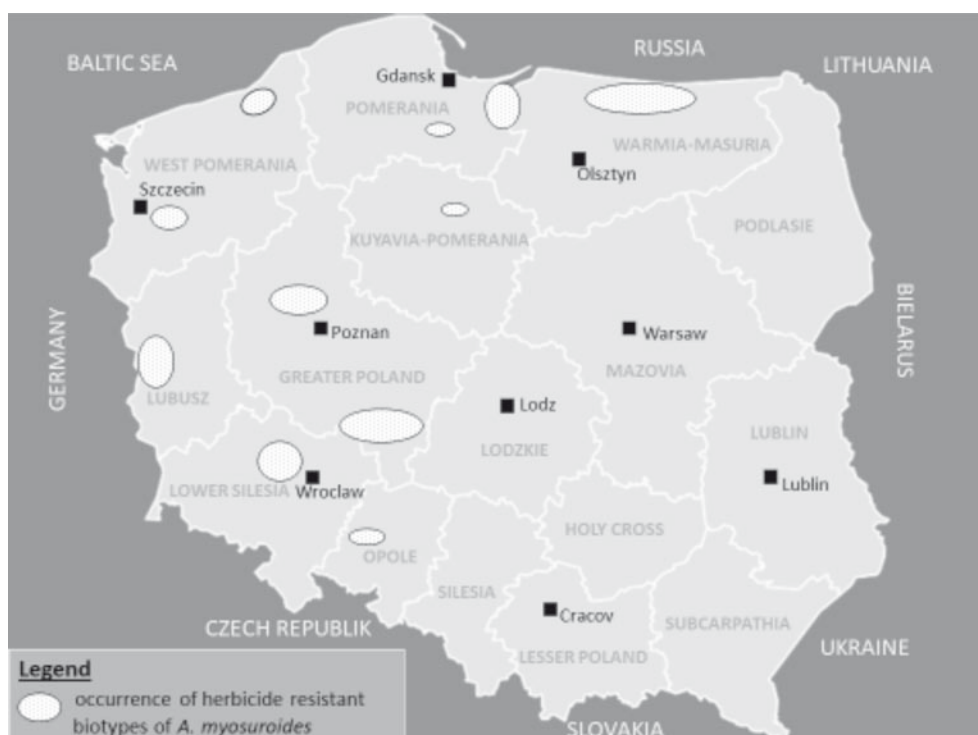 BALTIC SEA
RUSSIA
LITHUANIA
Gdansk
POMERANIA
WARMIA-MASURIA
WEST POMERANIA
Olsztyn
Szczecin
PODLASIE
KUYAVIA-POMERANIA
BIELARUS
GERMANY
Poznan
Warsaw
MAZOVIA
GREATER POLAND
LUBUSZ
Lodz
LODZKIE
LUBLIN
Lublin
LOWER SILESIA
Wroclaw
HOLY CROSS
OPOLE
SILESIA
Cracov
SUBCARPATHIA
CZECH REPUBLIK
UKRAINE
LESSER POLAND
SLOVAKIA
Legend
occurrence of herbicide resistant
biotypes of A. myosuroides